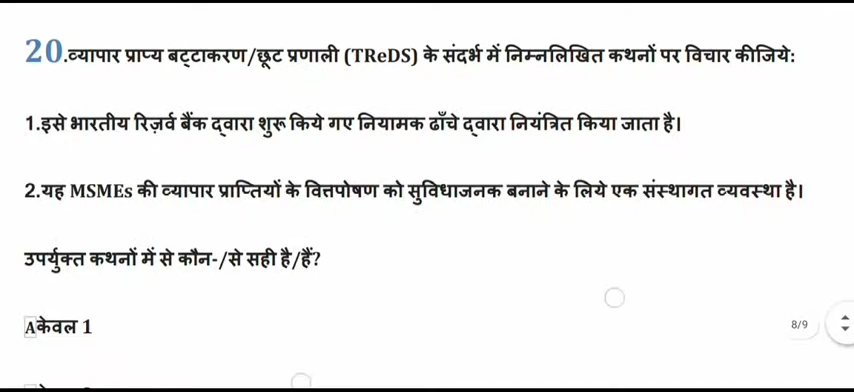 20.व्यापार प्राप्य बट्टाकरण/छूट प्रणाली (TReDS) के संदर्भ में निम्नलिखित कथनों पर विचार कीजिये:
1.इसे भारतीय रिज़र्व बैंक द्वारा शुरू किये गए नियामक ढाँचे द्वारा नियंत्रित किया जाता है।
2.यह MSMEs की व्यापार प्राप्तियों के वित्तपोषण को सुविधाजनक बनाने के लिये एक संस्थागत व्यवस्था है।
उपर्युक्त कथनों में से कौन-/से सही है/हैं?
Aकेवल 1
8/9